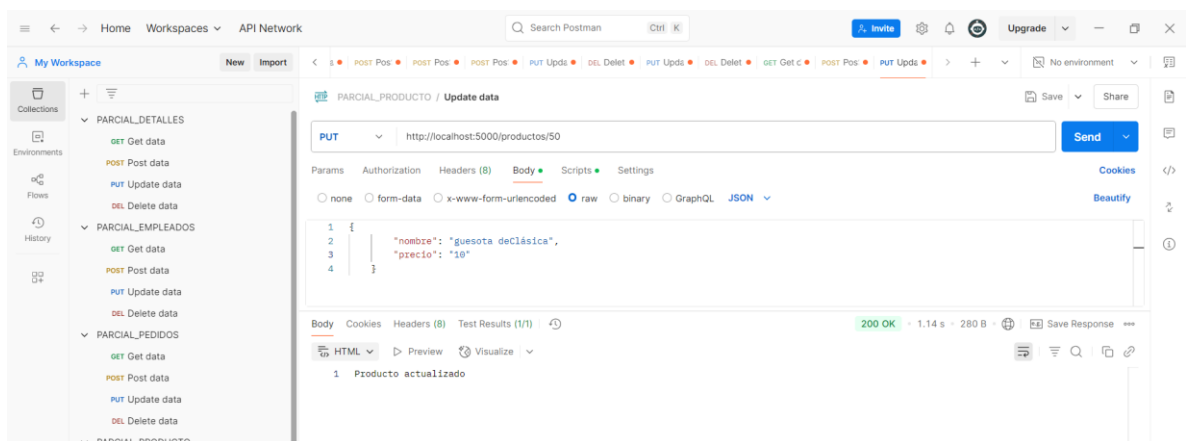 Home Workspaces API Network Search Postman Ctrl K Invite Upgrade
My Workspace New Import POST Pos POST Pos POST Pos PUT Upda DEL Delet PUT Upda DEL Delet GET Get c POST Pos PUT Upda No environment
Collections
Environments
Flows
History
PARCIAL_DETALLES
GET Get data
POST Post data
PUT Update data
DEL Delete data
PARCIAL_EMPLEADOS
GET Get data
POST Post data
PUT Update data
DEL Delete data
PARCIAL_PEDIDOS
GET Get data
POST Post data
PUT Update data
DEL Delete data
PARCIAL_PRODUCTO
HTTP PARCIAL_PRODUCTO / Update data Save Share
PUT http://localhost:5000/productos/50 Send
Params Authorization Headers (8) Body Scripts Settings Cookies
none form-data x-www-form-urlencoded raw binary GraphQL JSON Beautify
1 {
2 "nombre": "guesota deClásica",
3 "precio": "10"
4 }
Body Cookies Headers (8) Test Results (1/1) 200 OK 1.14 s 280 B Save Response
HTML Preview Visualize
1 Producto actualizado